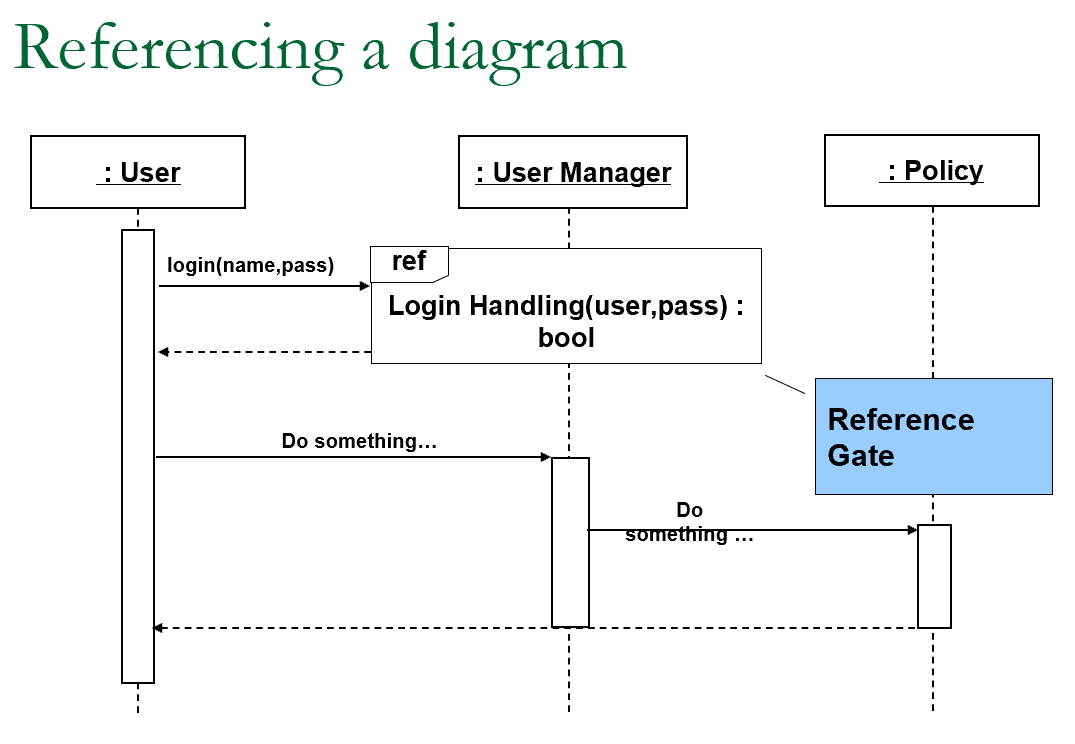 Referencing a diagram
: User
: User Manager
: Policy
login(name,pass)
ref
Login Handling(user,pass) :
bool
Reference
Gate
Do something…
Do
something …